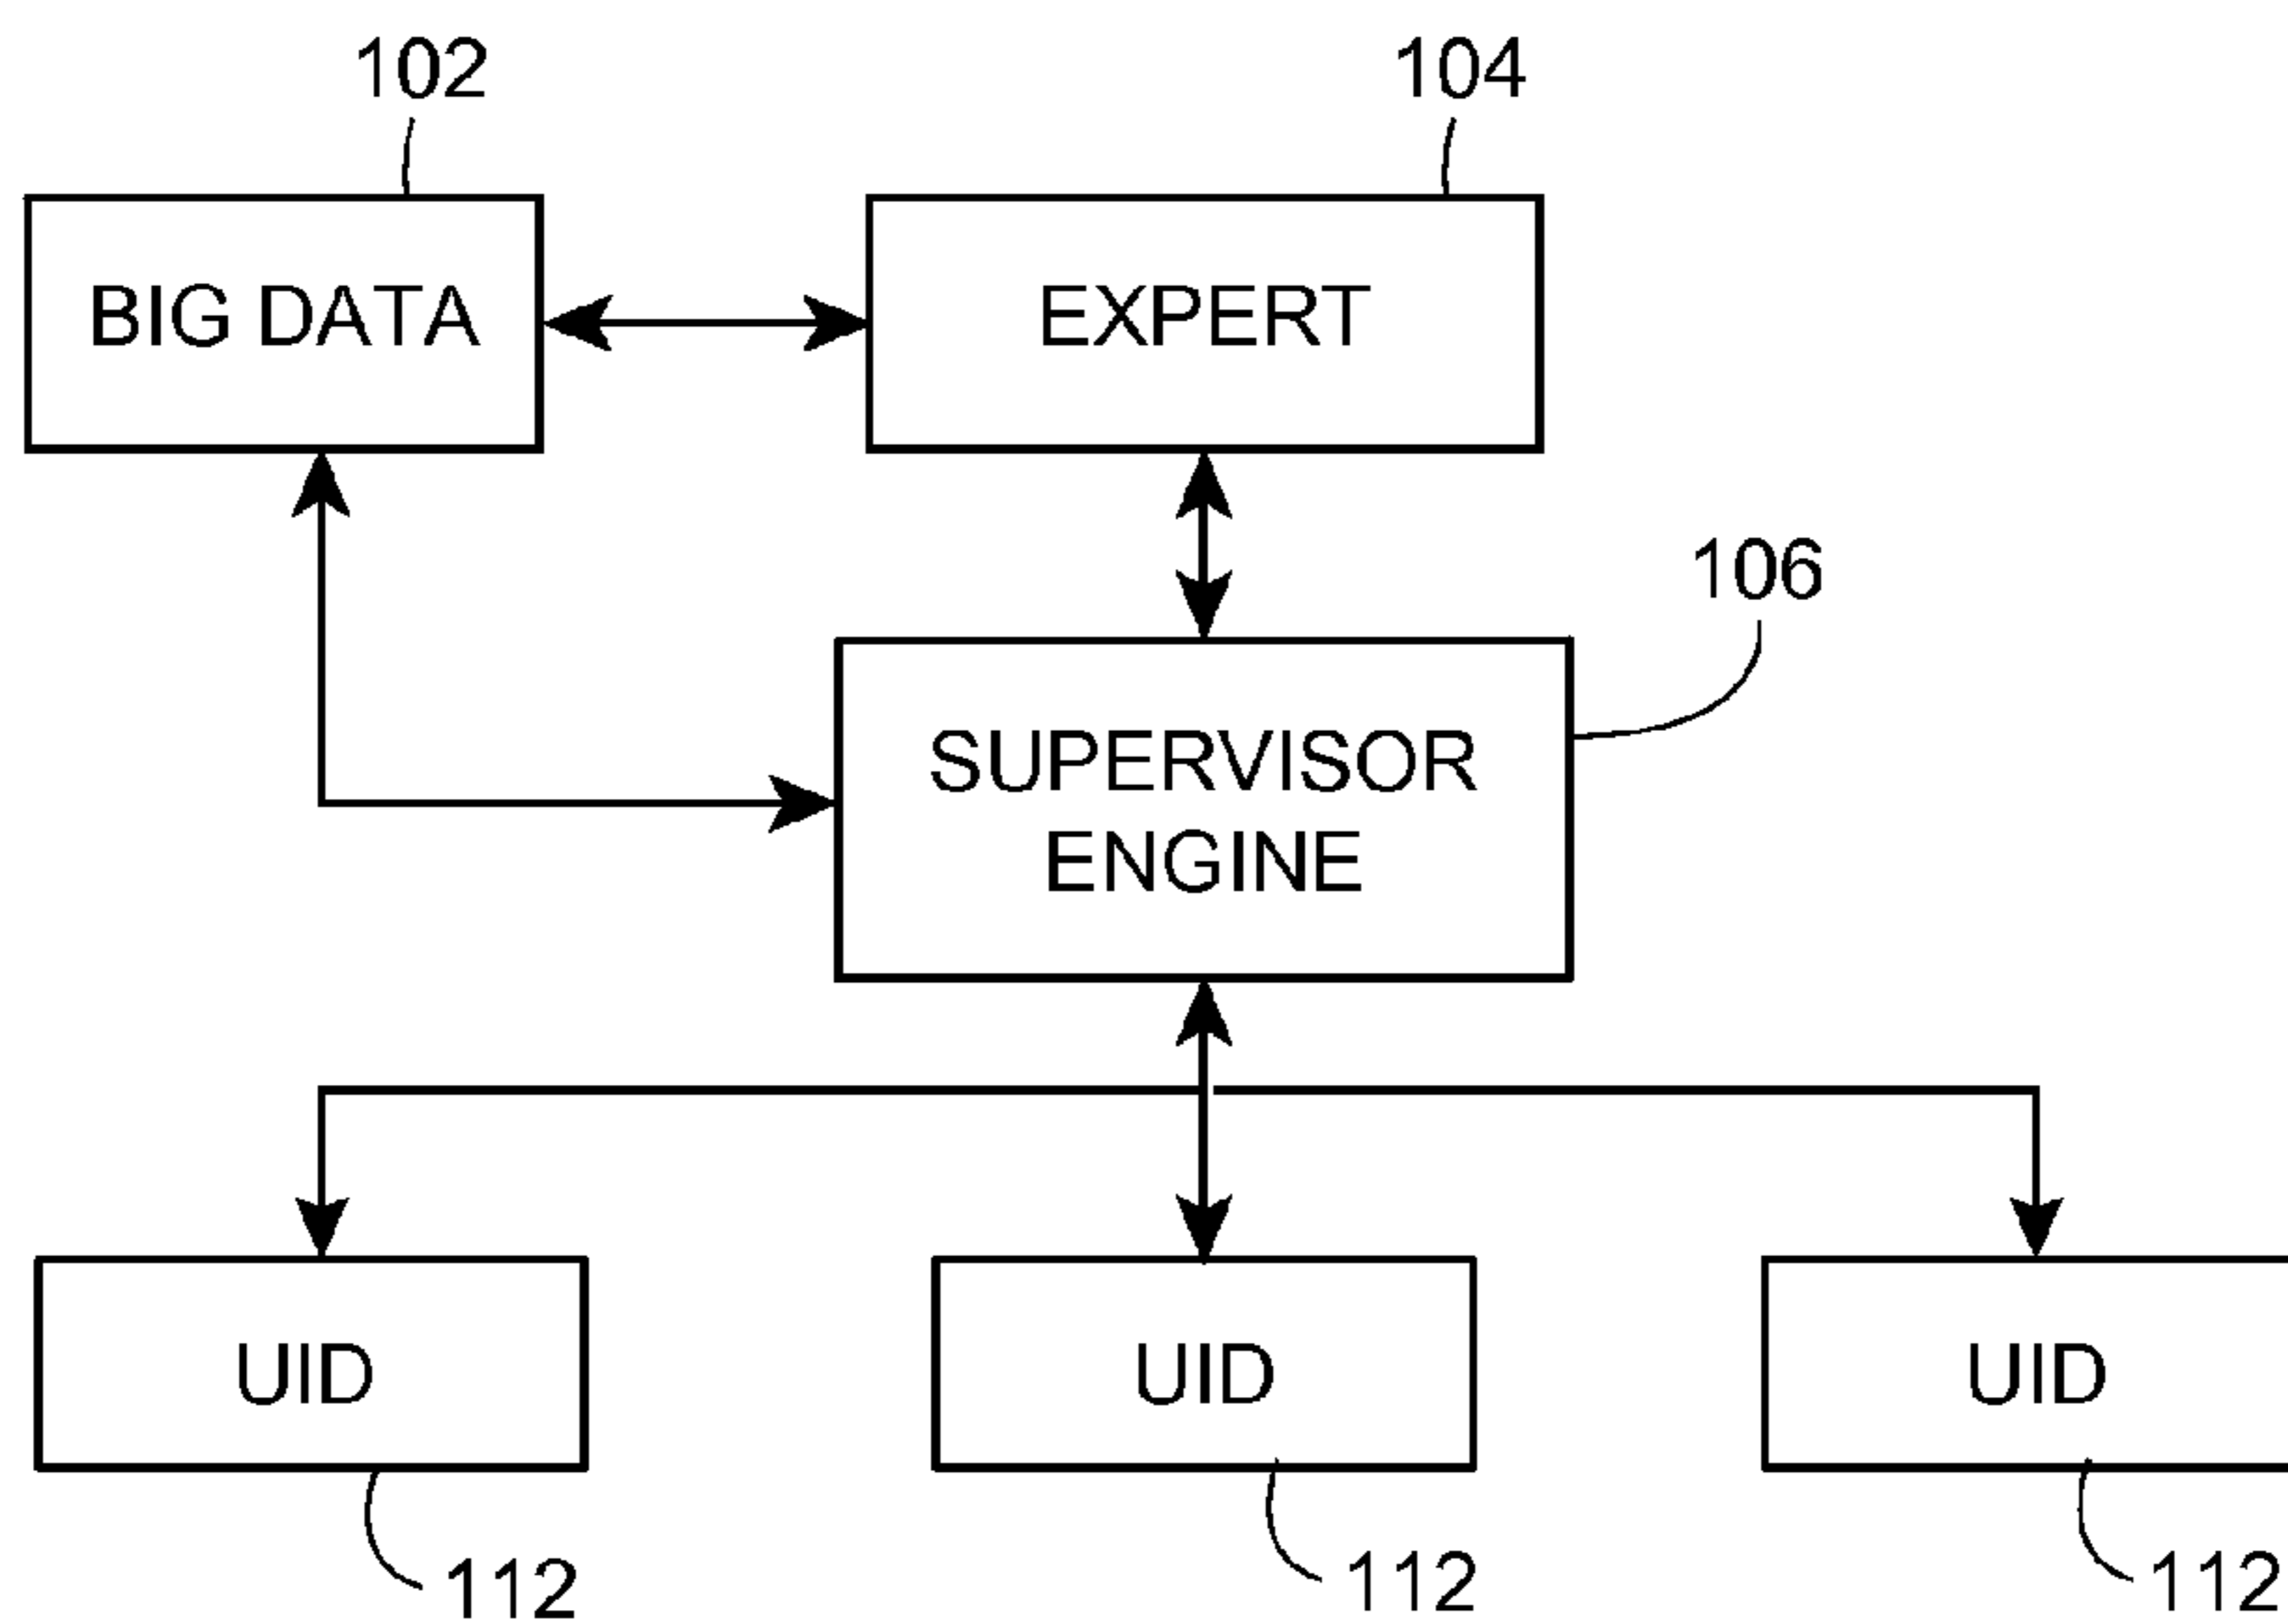 102
104
BIG DATA
EXPERT
106
SUPERVISOR
ENGINE
UID
UID
UID
112
112
112